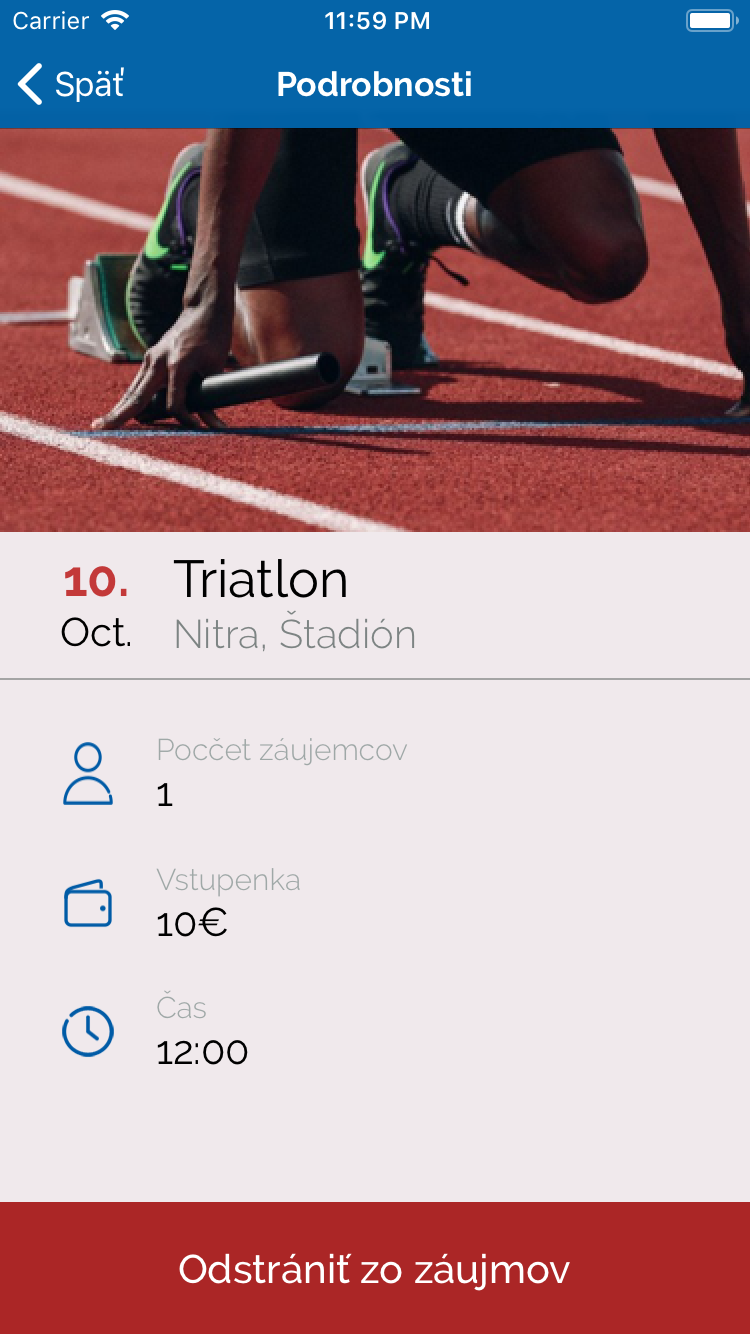 Carrier 11:59 PM
Späť Podrobnosti
10. Triatlon
Oct. Nitra, Štadión
Pocčet záujemcov
1
Vstupenka
10€
Čas
12:00
Odstrániť zo záujmov